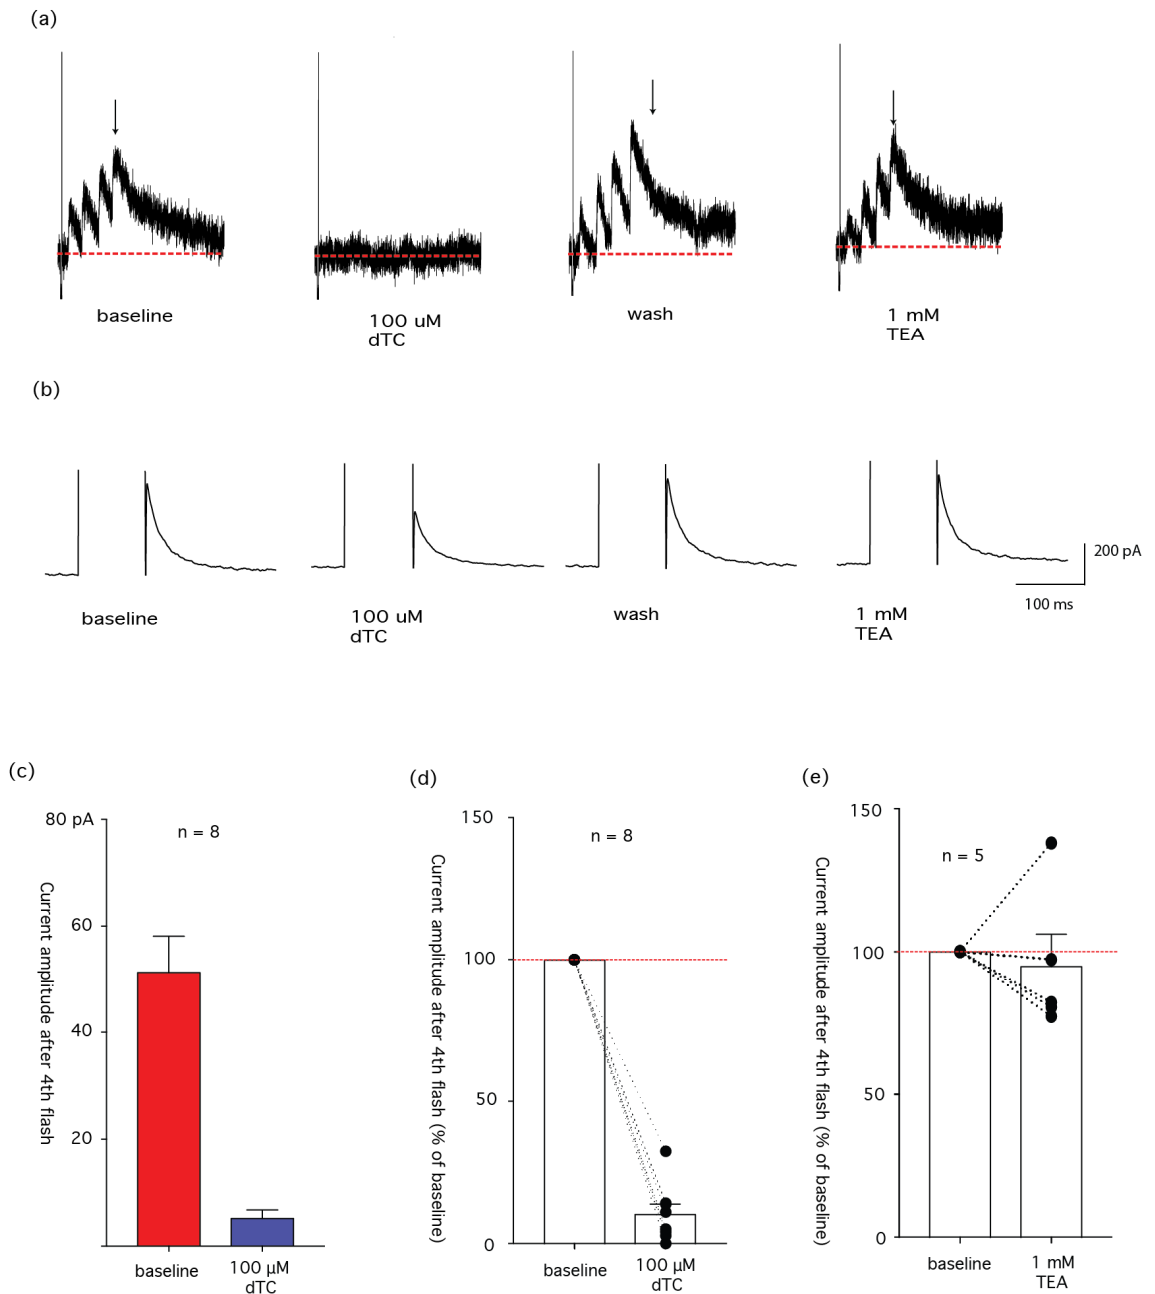 (a)
baseline
100 uM
dTC
wash
1 mM
TEA
(b)
200 pA
100 ms
baseline
100 uM
dTC
wash
1 mM
TEA
(c)
80 pA
60
40
20
n = 8
Current amplitude after 4th flash
baseline
100 μM
dTC
(d)
150
100
50
0
n = 8
Current amplitude after 4th flash (% of baseline)
baseline
100 μM
dTC
(e)
150
100
50
0
n = 5
Current amplitude after 4th flash (% of baseline)
baseline
1 mM
TEA